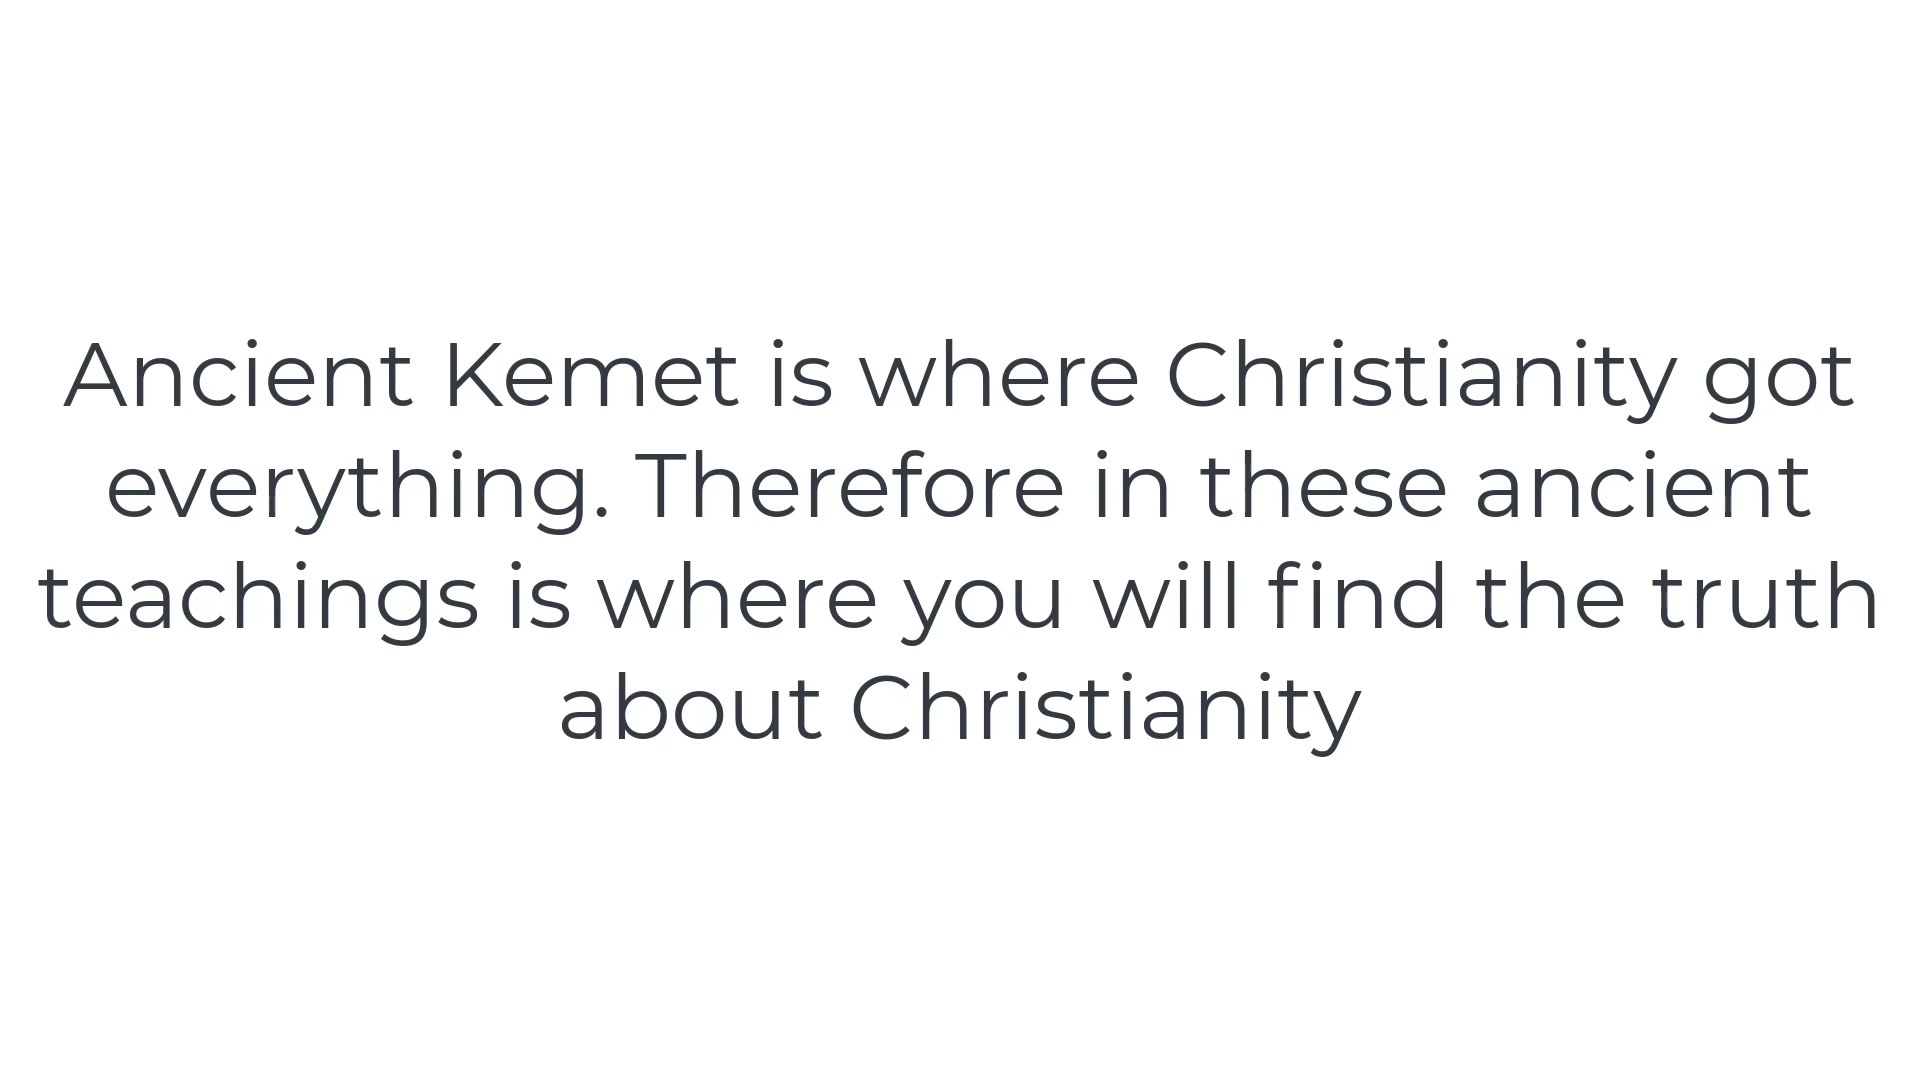 Ancient Kemet is where Christianity got
everything. Therefore in these ancient
teachings is where you will find the truth
about Christianity